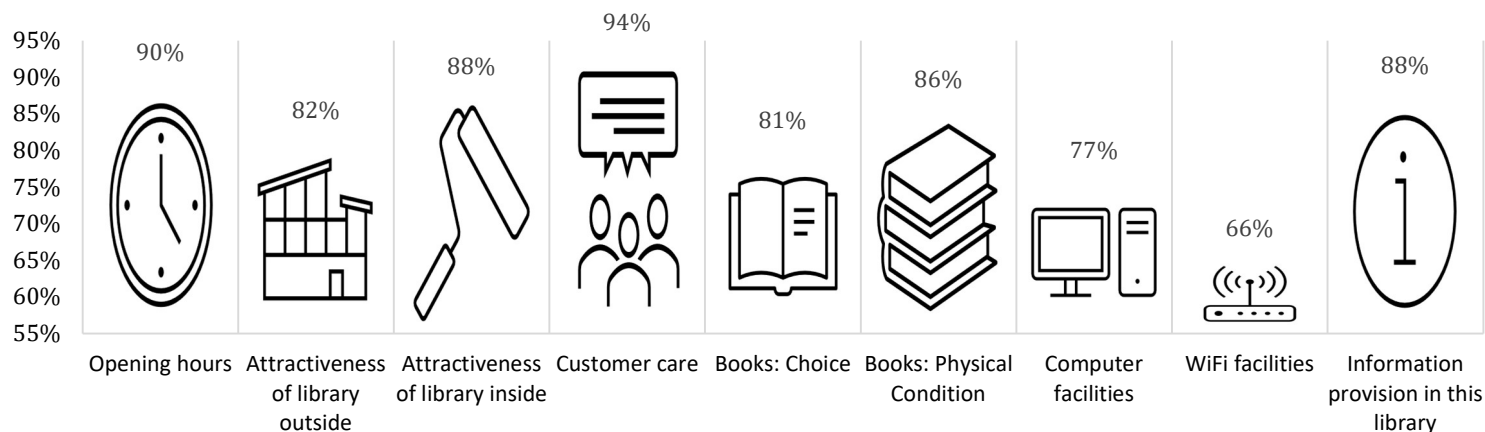 95%
90%
85%
80%
75%
70%
65%
60%
55%
90%
82%
88%
94%
81%
86%
77%
66%
88%
Opening hours
Attractiveness
of library
outside
Attractiveness
of library inside
Customer care
Books: Choice
Books: Physical
Condition
Computer
facilities
WiFi facilities
Information
provision in this
library